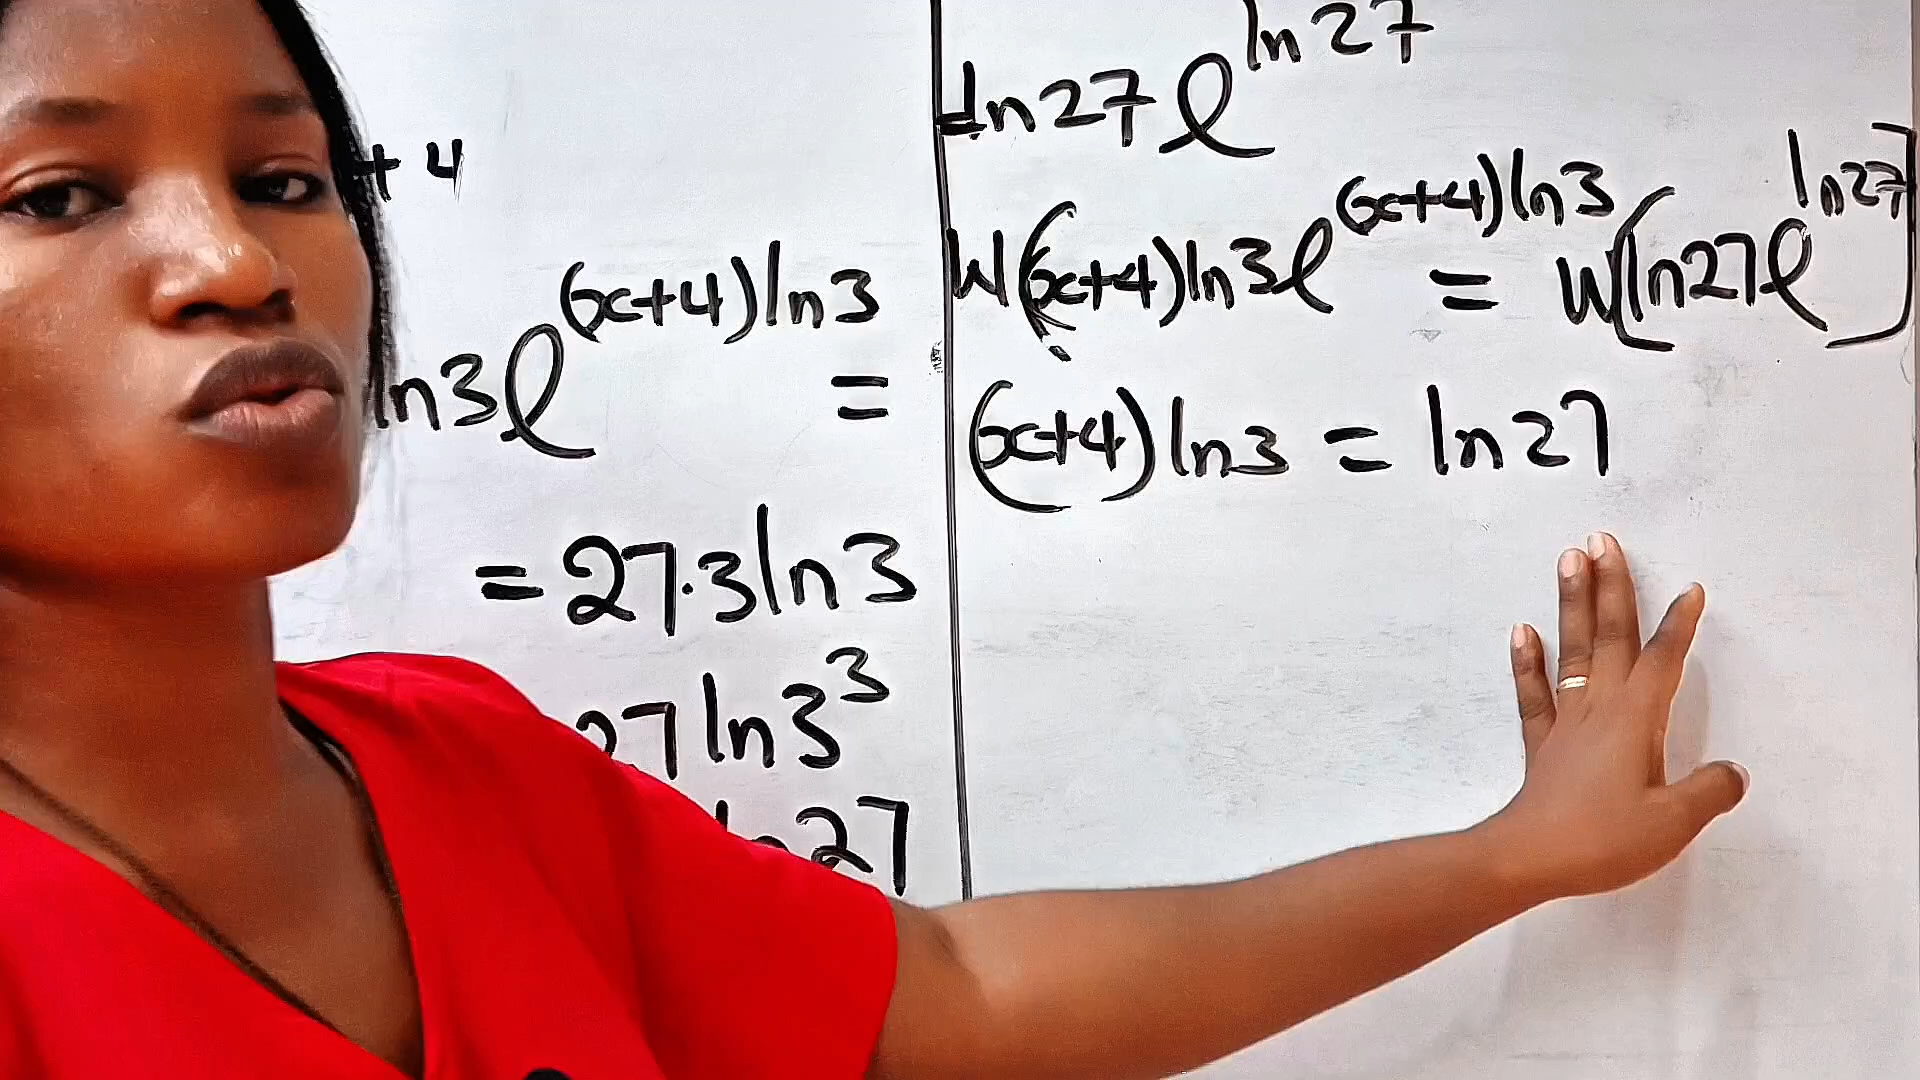 + 4
ln3e^(x+4)ln3 =
= 27·3ln3
27ln3³
ln27
ln27e^ln27
W((x+4)ln3e^(x+4)ln3 = W[ln27e^ln27]
(x+4)ln3 = ln27